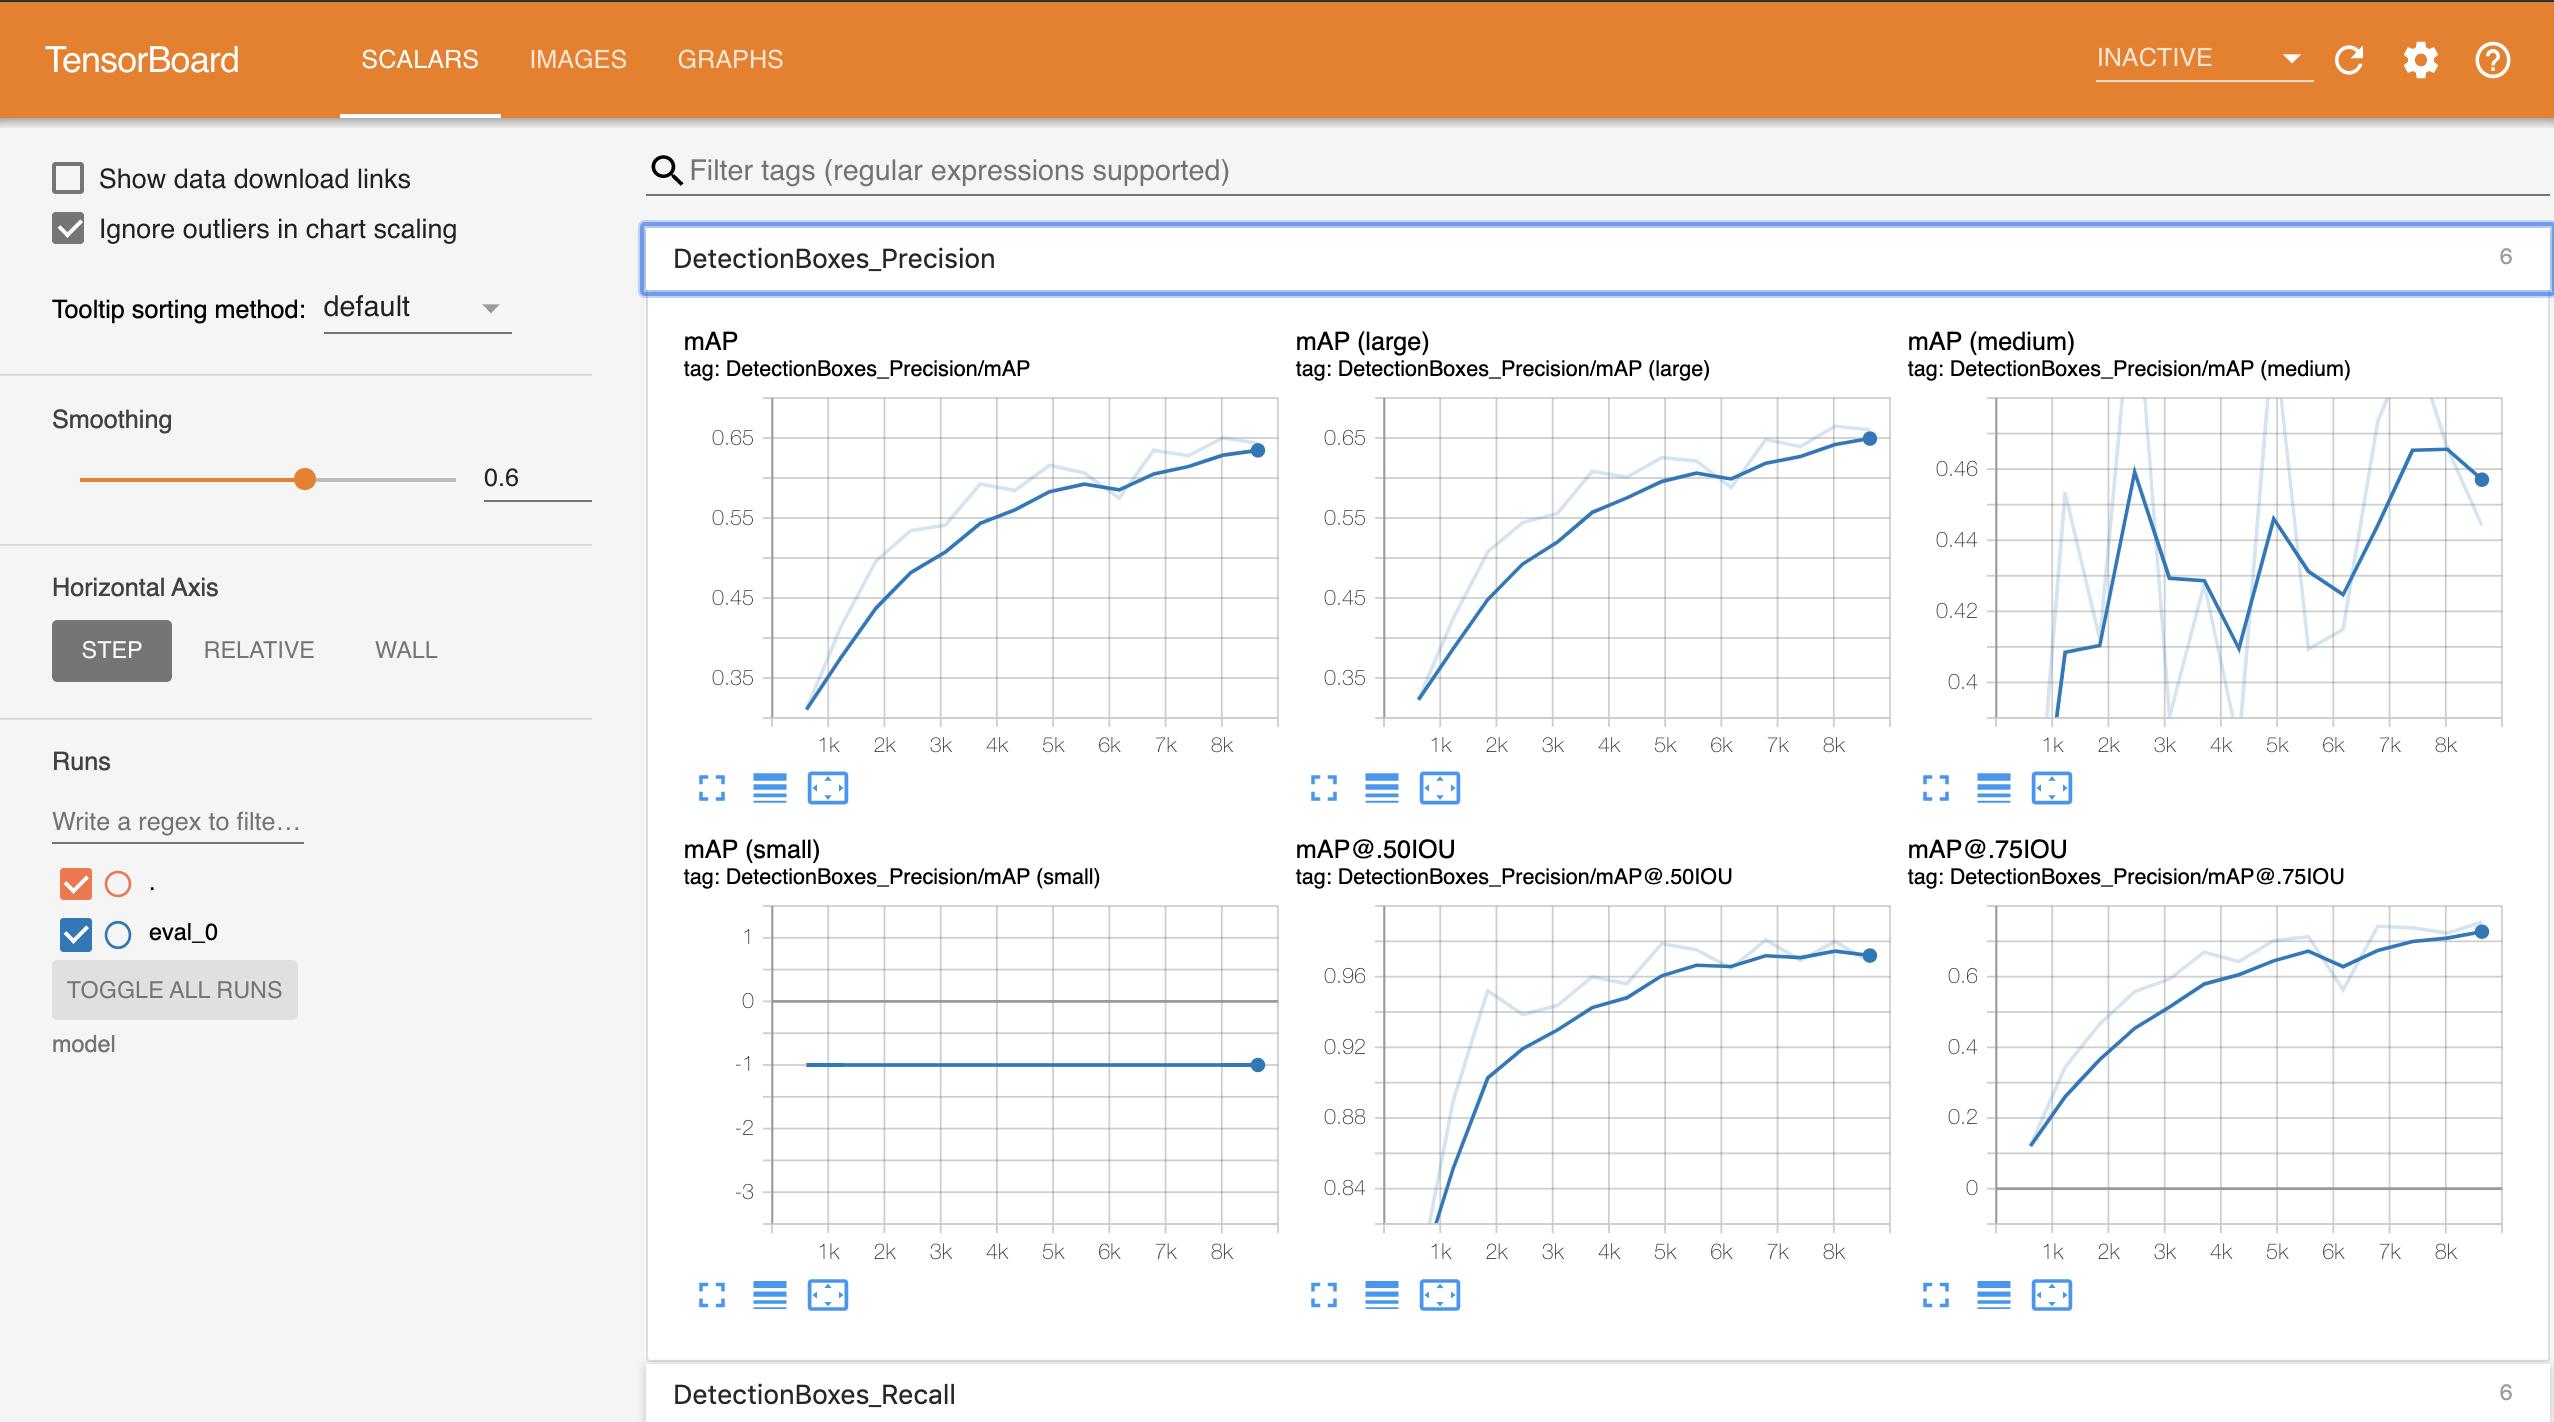 TensorBoard
SCALARS IMAGES GRAPHS
INACTIVE
Show data download links
Ignore outliers in chart scaling
Tooltip sorting method: default
Smoothing
0.6
Horizontal Axis
STEP RELATIVE WALL
Runs
Write a regex to filte…
.
eval_0
TOGGLE ALL RUNS
model
Filter tags (regular expressions supported)
DetectionBoxes_Precision 6
mAP
tag: DetectionBoxes_Precision/mAP
0.65
0.55
0.45
0.35
1k 2k 3k 4k 5k 6k 7k 8k
mAP (large)
tag: DetectionBoxes_Precision/mAP (large)
0.65
0.55
0.45
0.35
1k 2k 3k 4k 5k 6k 7k 8k
mAP (medium)
tag: DetectionBoxes_Precision/mAP (medium)
0.46
0.44
0.42
0.4
1k 2k 3k 4k 5k 6k 7k 8k
mAP (small)
tag: DetectionBoxes_Precision/mAP (small)
1
0
-1
-2
-3
1k 2k 3k 4k 5k 6k 7k 8k
mAP@.50IOU
tag: DetectionBoxes_Precision/mAP@.50IOU
0.96
0.92
0.88
0.84
1k 2k 3k 4k 5k 6k 7k 8k
mAP@.75IOU
tag: DetectionBoxes_Precision/mAP@.75IOU
0.6
0.4
0.2
0
1k 2k 3k 4k 5k 6k 7k 8k
DetectionBoxes_Recall 6